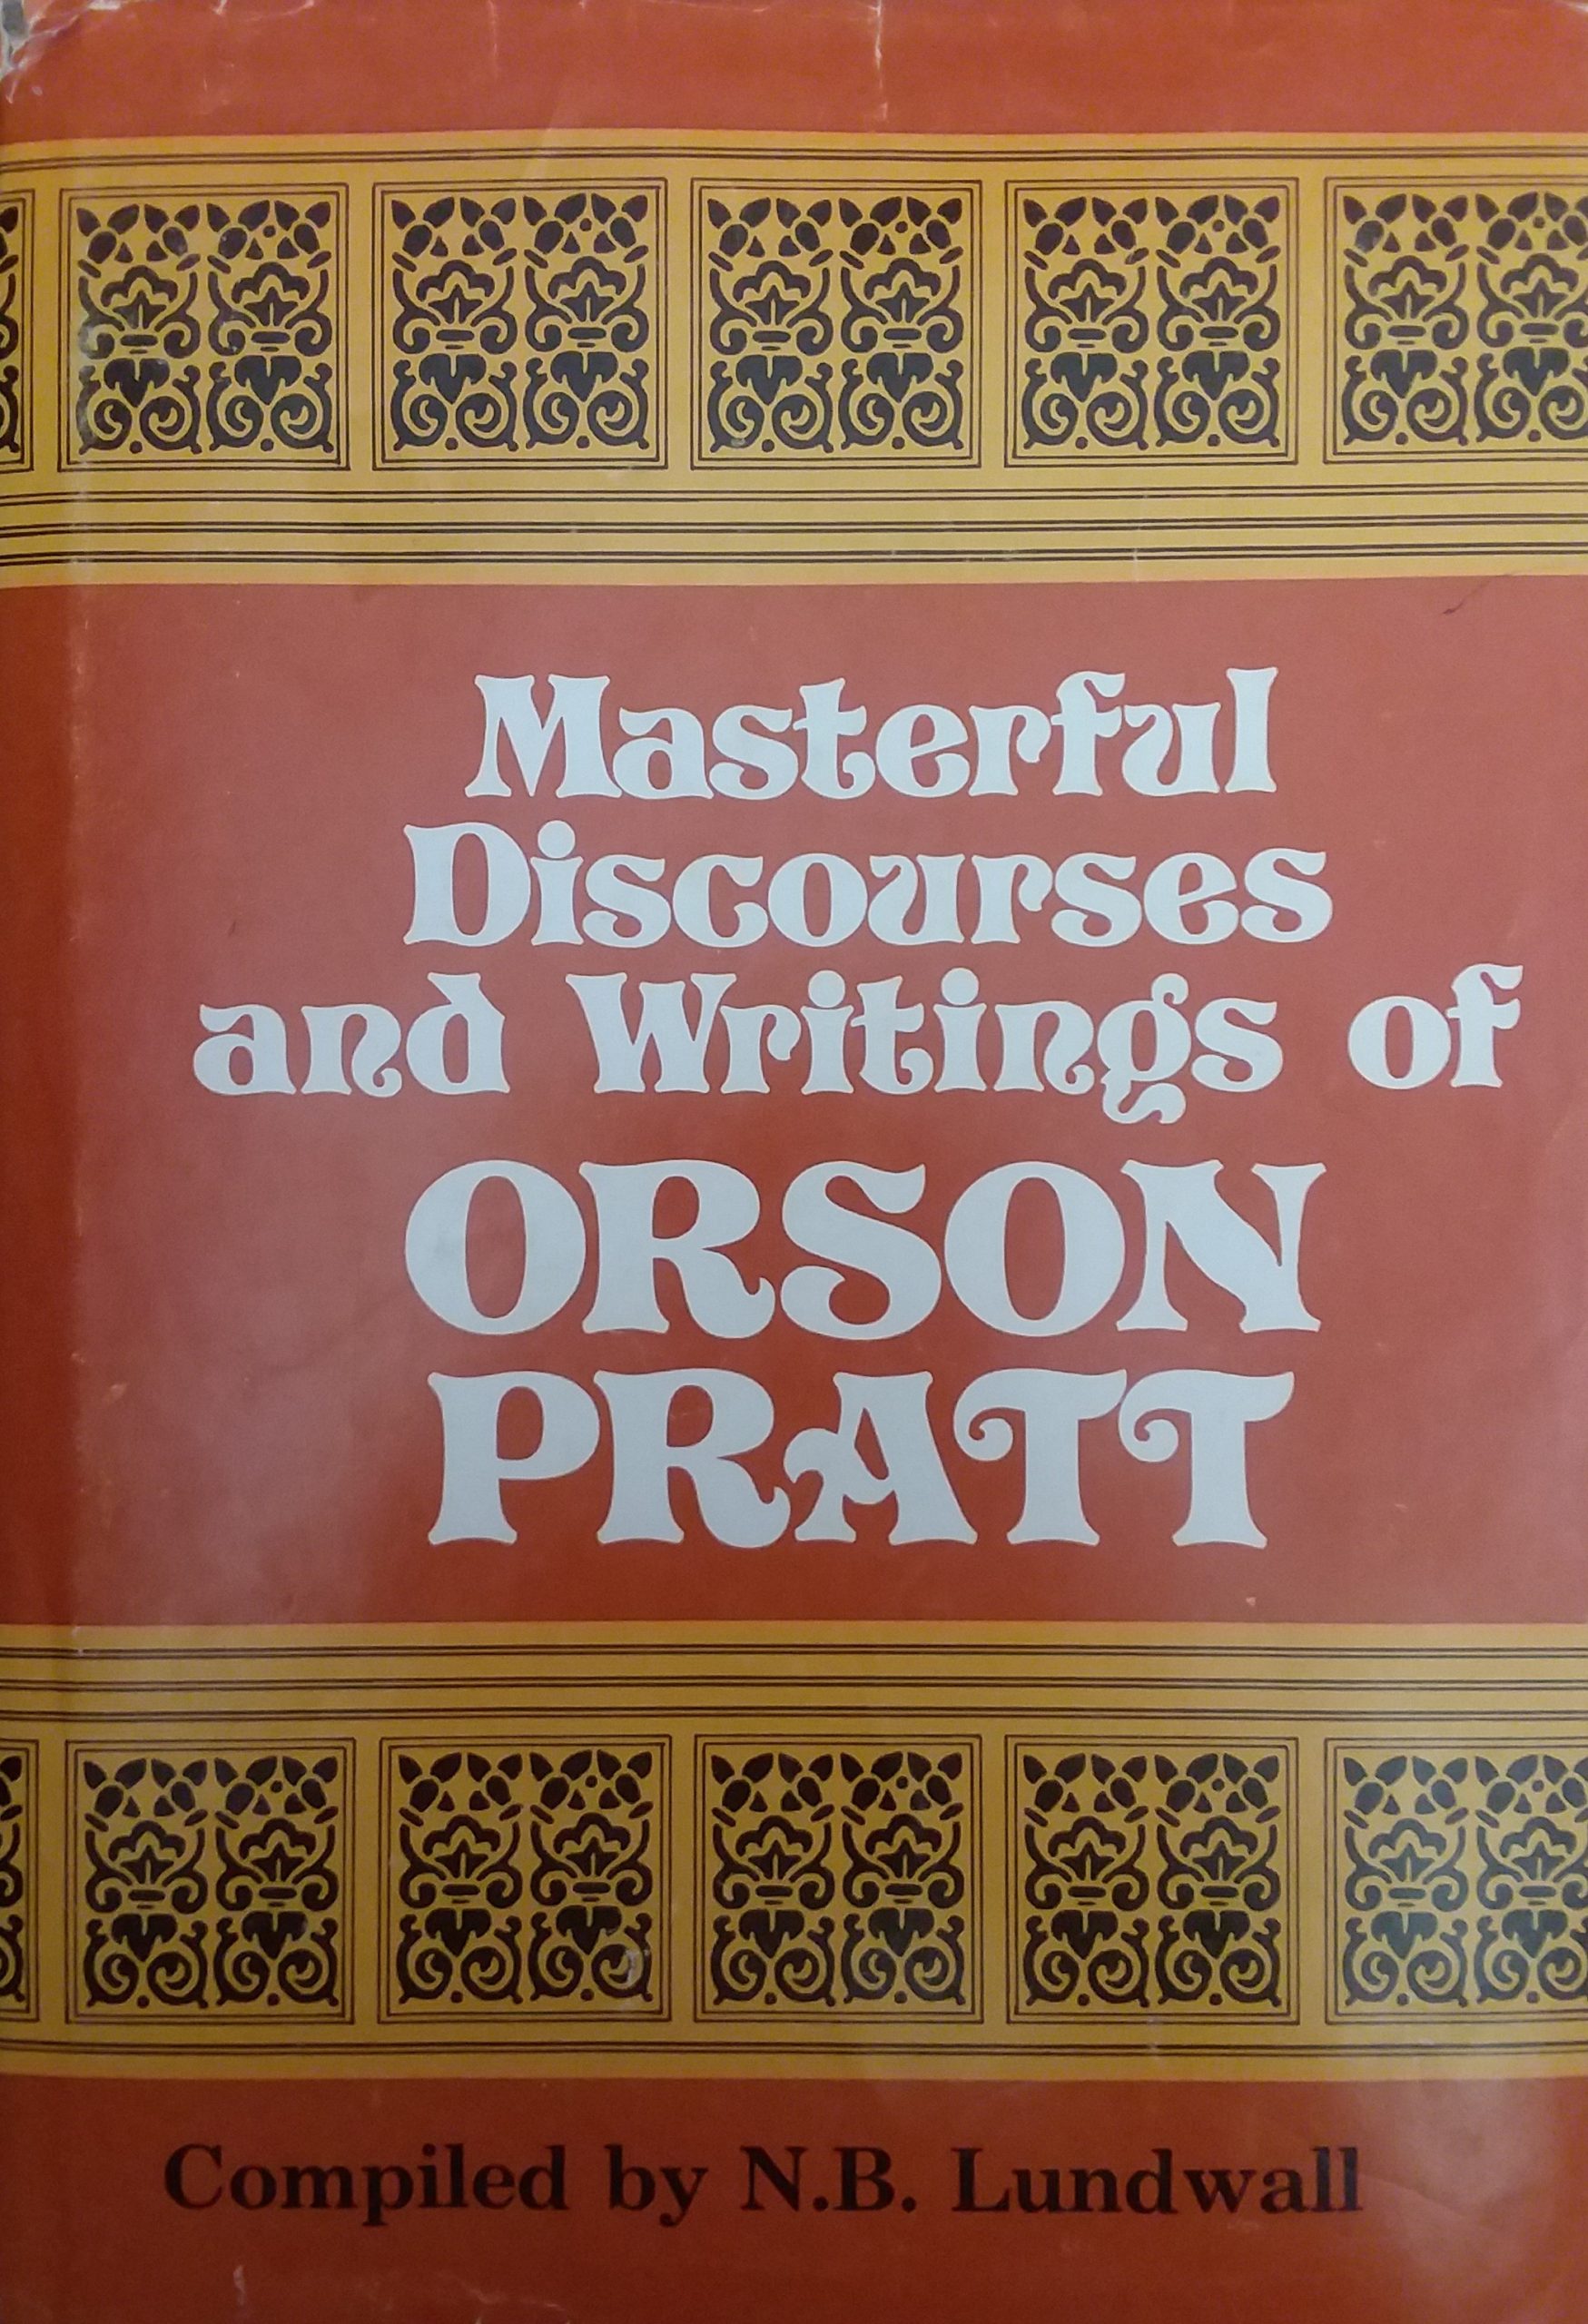 Masterful
Discourses
and Writings of
ORSON
PRATT
Compiled by N.B. Lundwall